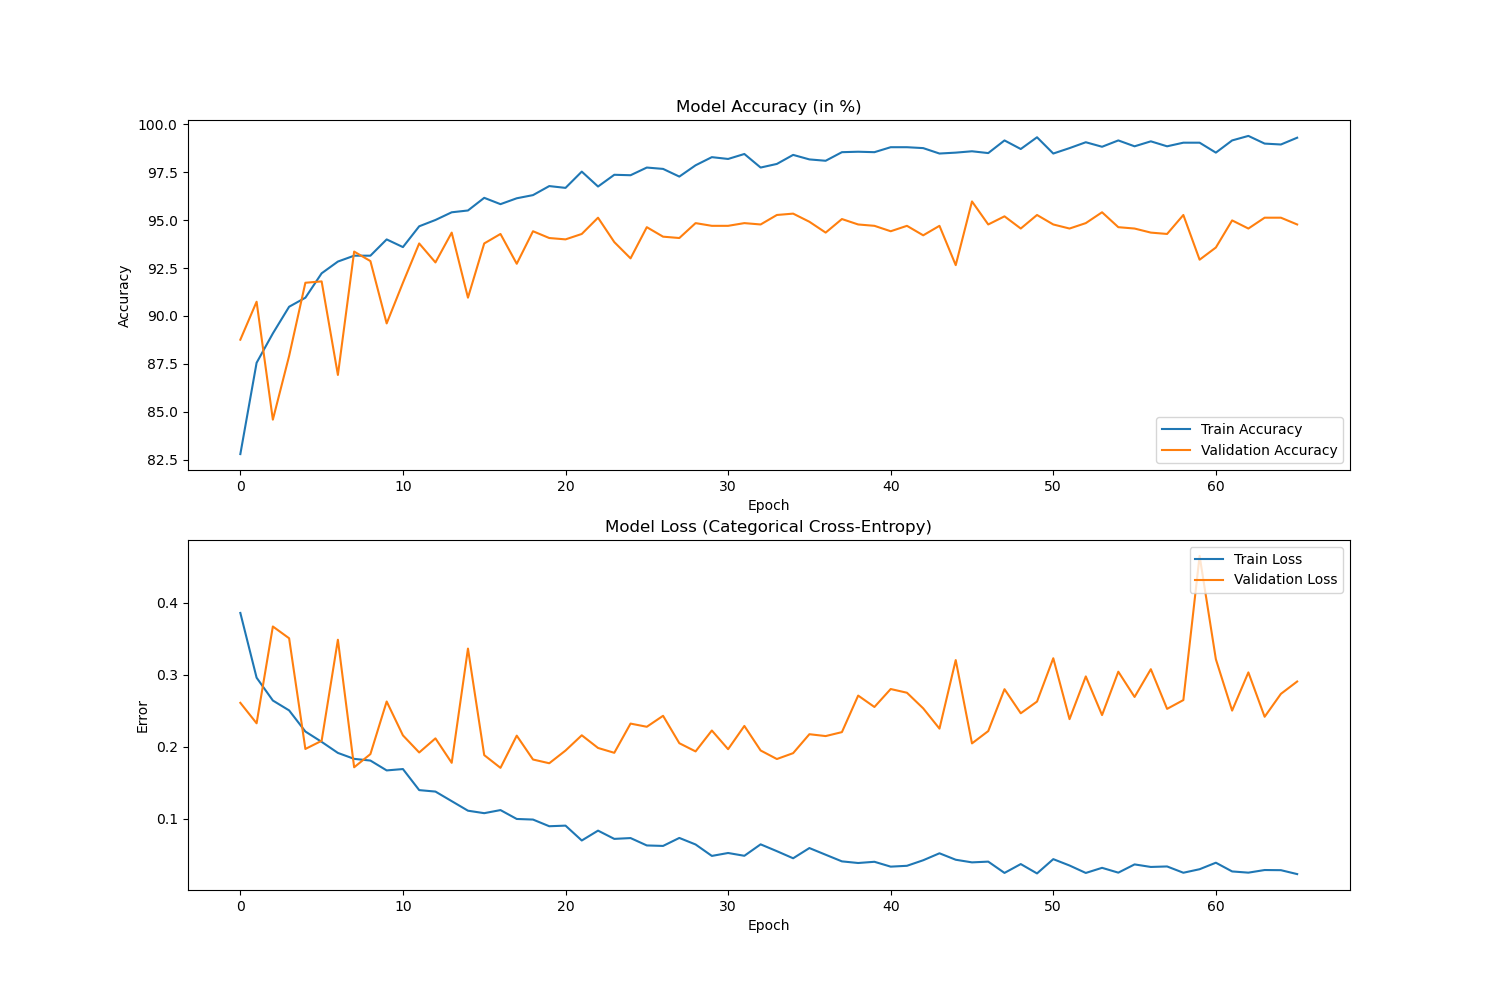 Model Accuracy (in %)
100.0
97.5
95.0
92.5
90.0
87.5
85.0
82.5
Accuracy
Train Accuracy
Validation Accuracy
0 10 20 30 40 50 60
Epoch
Model Loss (Categorical Cross-Entropy)
Train Loss
Validation Loss
0.4
0.3
0.2
0.1
Error
0 10 20 30 40 50 60
Epoch